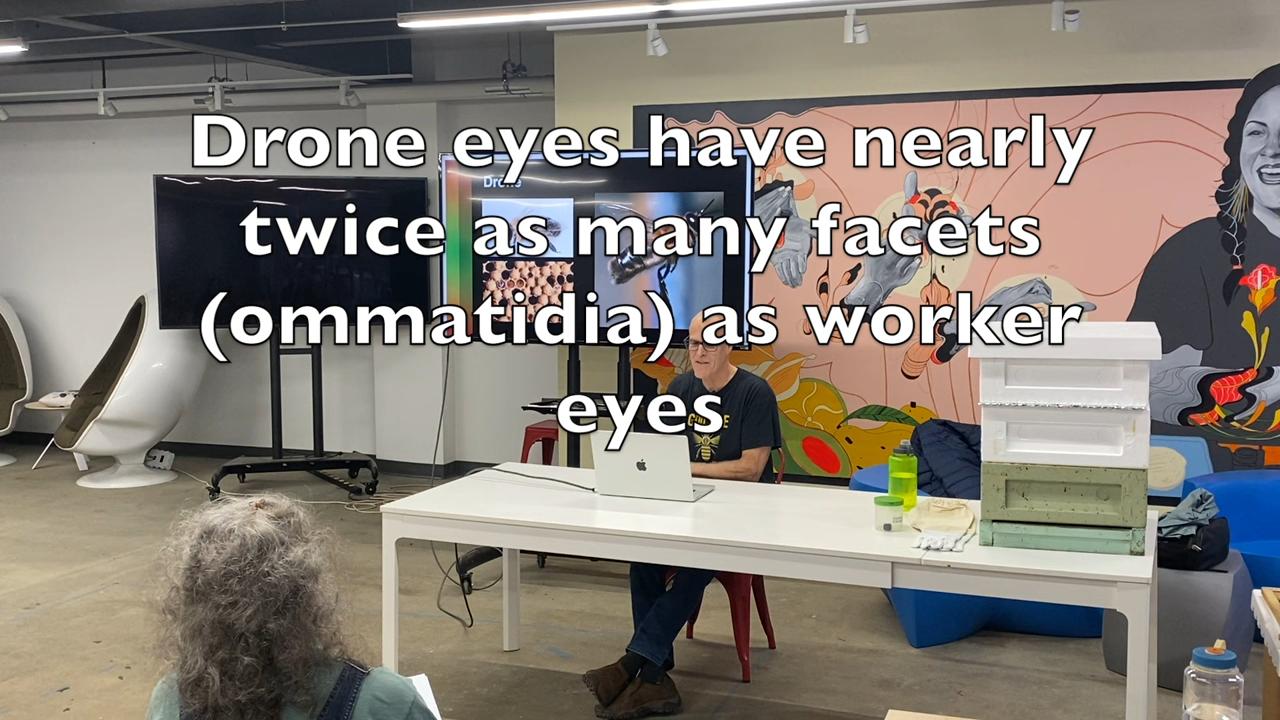 Drone eyes have nearly
twice as many facets
(ommatidia) as worker
eyes
Drone